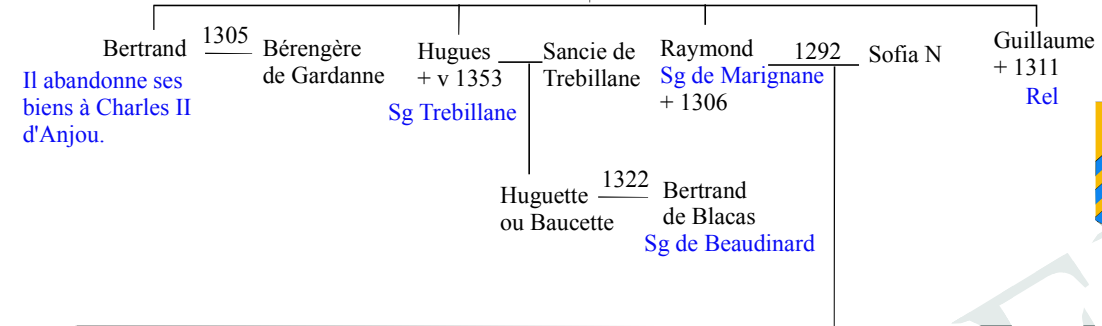 Bertrand
1305
Bérengère
de Gardanne
Il abandonne ses
biens à Charles II
d'Anjou.
Hugues
+ v 1353
Sg Trebillane
Sancie de
Trebillane
Raymond
Sg de Marignane
+ 1306
1292
Sofia N
Guillaume
+ 1311
Rel
Huguette
ou Baucette
1322
Bertrand
de Blacas
Sg de Beaudinard